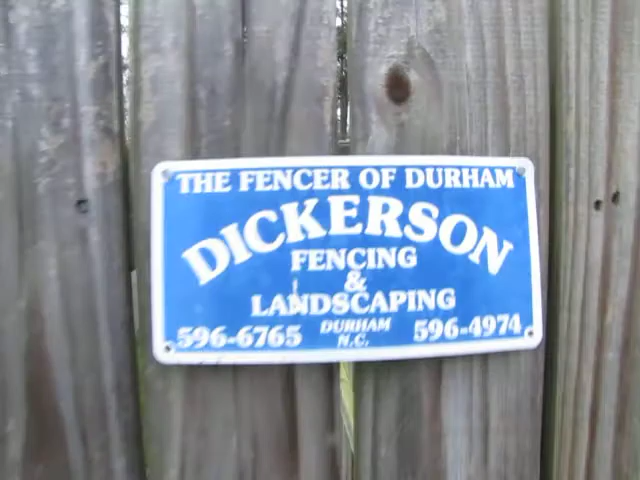 THE FENCER OF DURHAM
DICKERSON
FENCING
&
LANDSCAPING
596-6765 DURHAM N.C. 596-4974